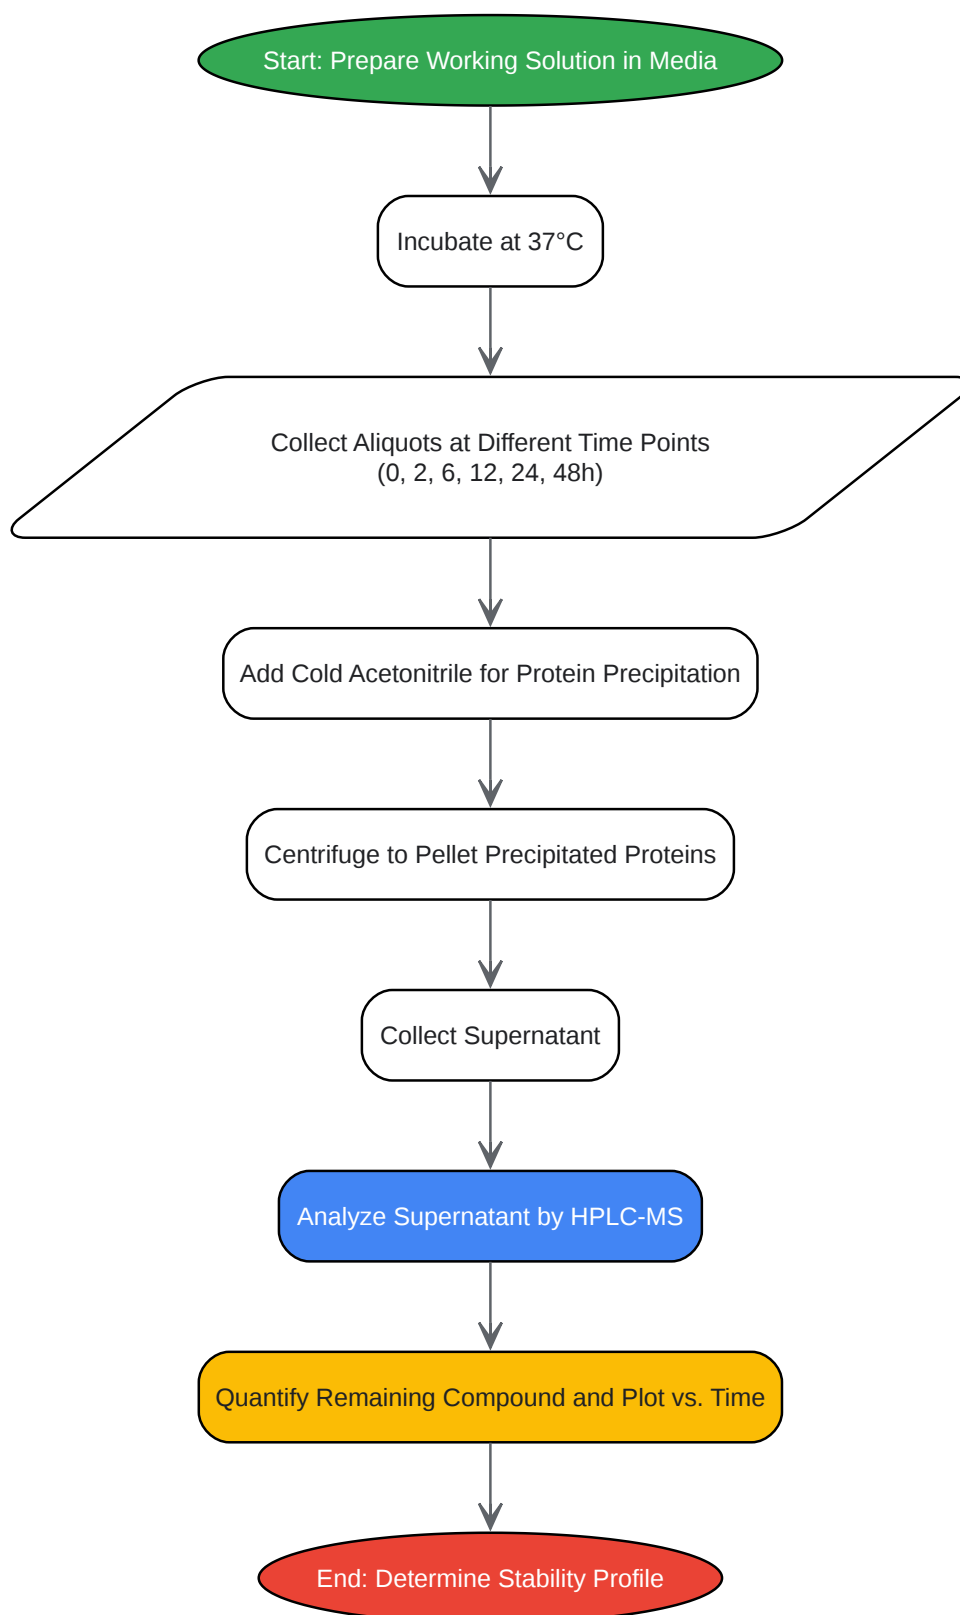 Start: Prepare Working Solution in Media
Incubate at 37°C
Collect Aliquots at Different Time Points
(0, 2, 6, 12, 24, 48h)
Add Cold Acetonitrile for Protein Precipitation
Centrifuge to Pellet Precipitated Proteins
Collect Supernatant
Analyze Supernatant by HPLC-MS
Quantify Remaining Compound and Plot vs. Time
End: Determine Stability Profile